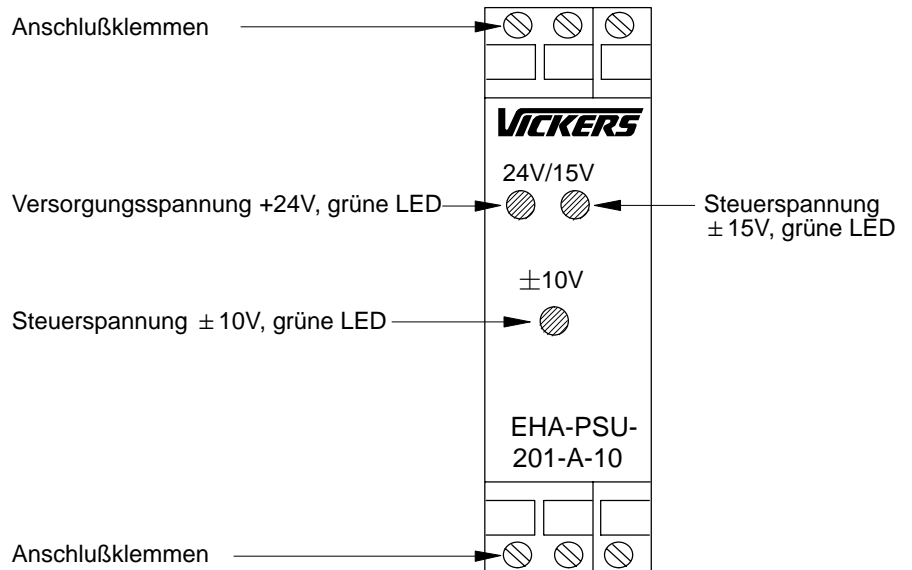 Anschlußklemmen
VICKERS
24V/15V
Versorgungsspannung +24V, grüne LED
Steuerspannung
±15V, grüne LED
±10V
Steuerspannung ±10V, grüne LED
EHA-PSU-
201-A-10
Anschlußklemmen